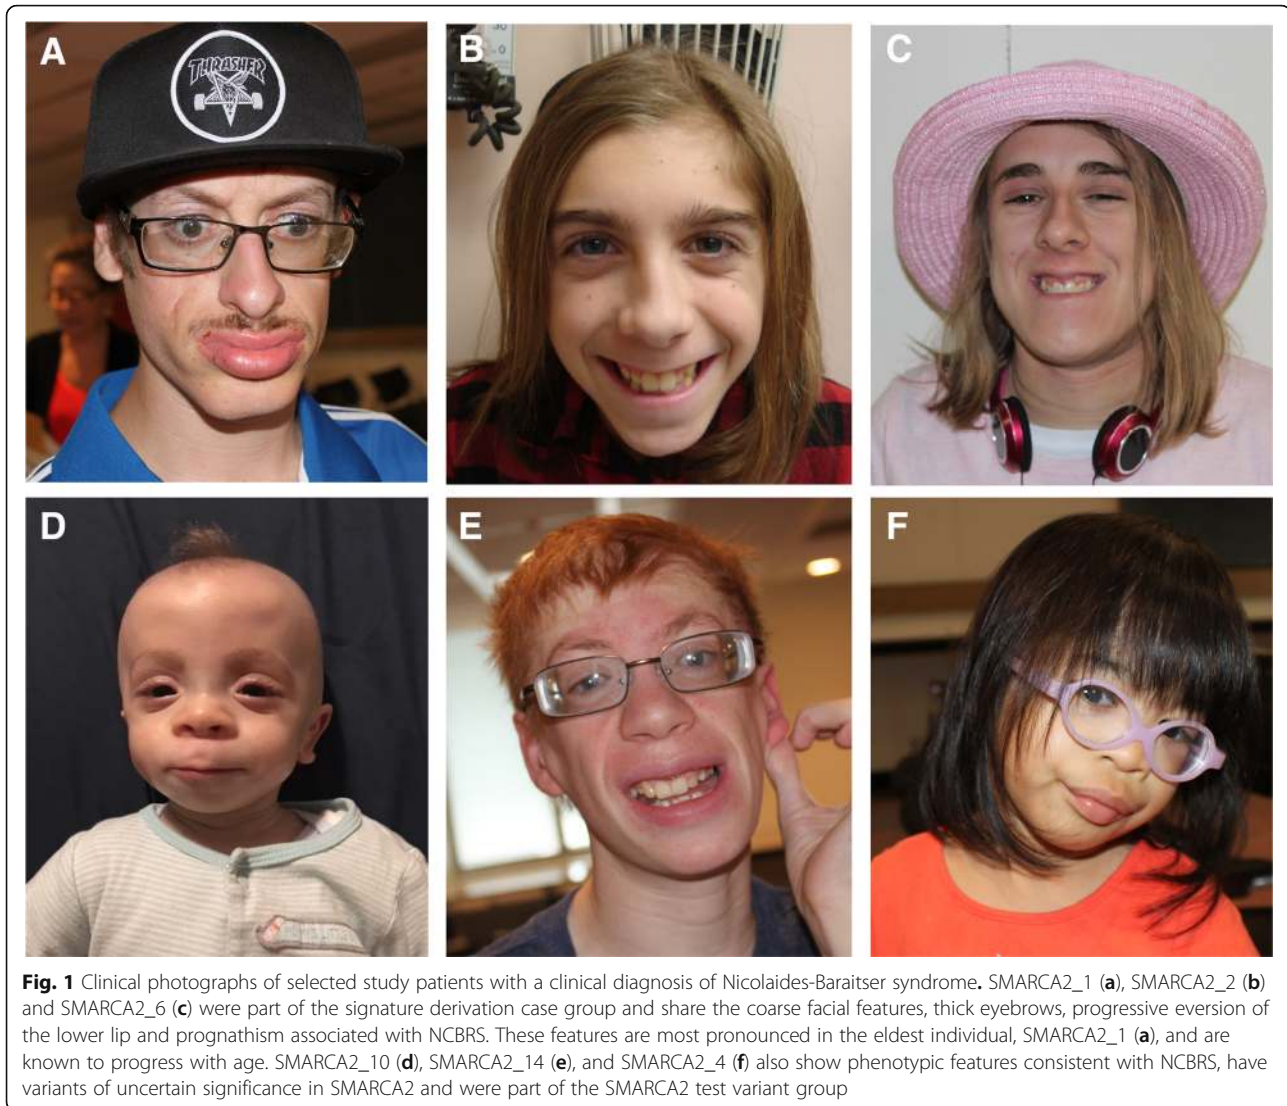 A
THRASHER
B
C
D
E
F
Fig. 1 Clinical photographs of selected study patients with a clinical diagnosis of Nicolaides-Baraitser syndrome. SMARCA2_1 (a), SMARCA2_2 (b)
and SMARCA2_6 (c) were part of the signature derivation case group and share the coarse facial features, thick eyebrows, progressive eversion of
the lower lip and prognathism associated with NCBRS. These features are most pronounced in the eldest individual, SMARCA2_1 (a), and are
known to progress with age. SMARCA2_10 (d), SMARCA2_14 (e), and SMARCA2_4 (f) also show phenotypic features consistent with NCBRS, have
variants of uncertain significance in SMARCA2 and were part of the SMARCA2 test variant group